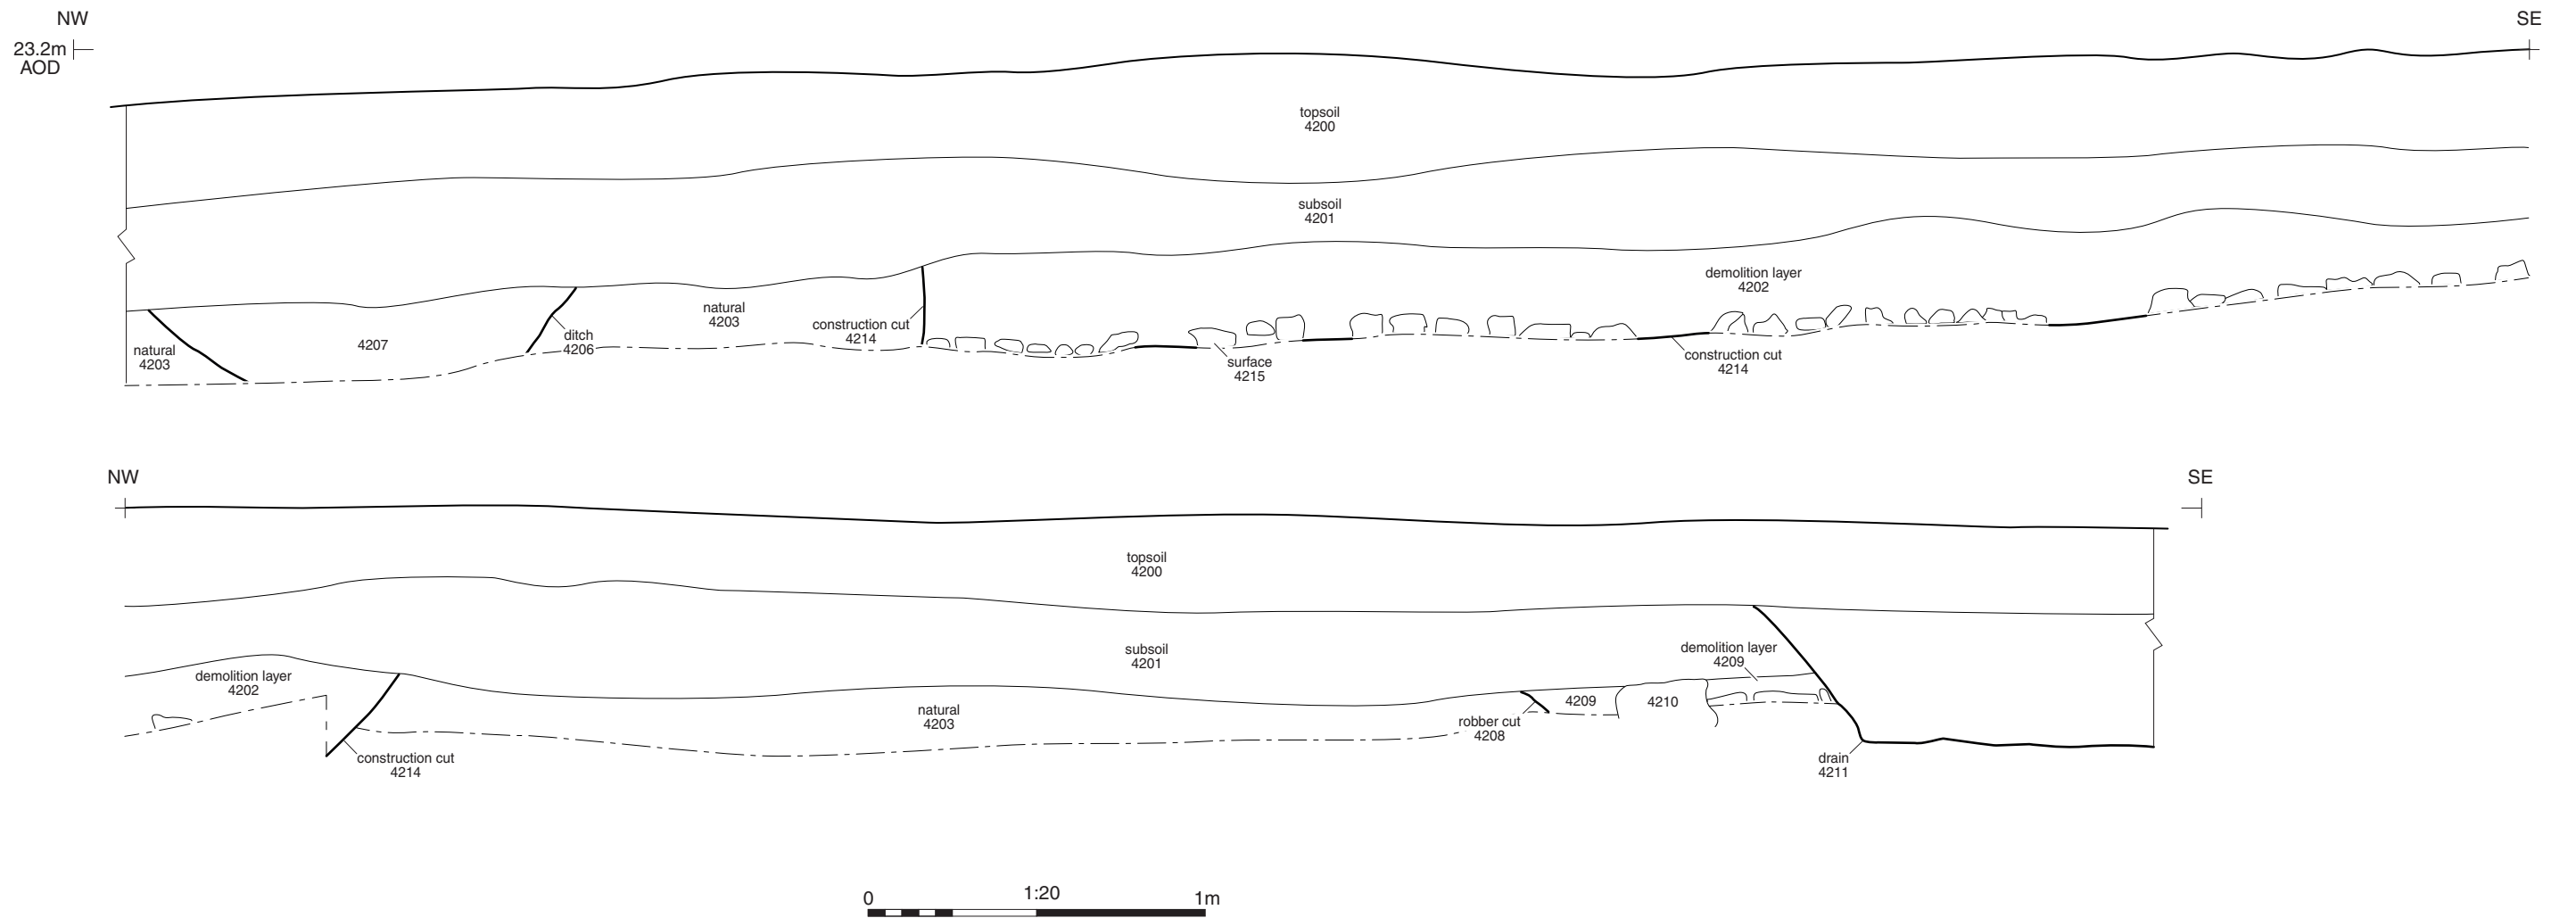 NW
SE
23.2m
AOD
topsoil
4200
subsoil
4201
demolition layer
4202
natural
4203
construction cut
4214
ditch
4206
4207
natural
4203
surface
4215
construction cut
4214
NW
SE
topsoil
4200
subsoil
4201
demolition layer
4209
demolition layer
4202
natural
4203
4209
4210
robber cut
4208
construction cut
4214
drain
4211
0
1:20
1m